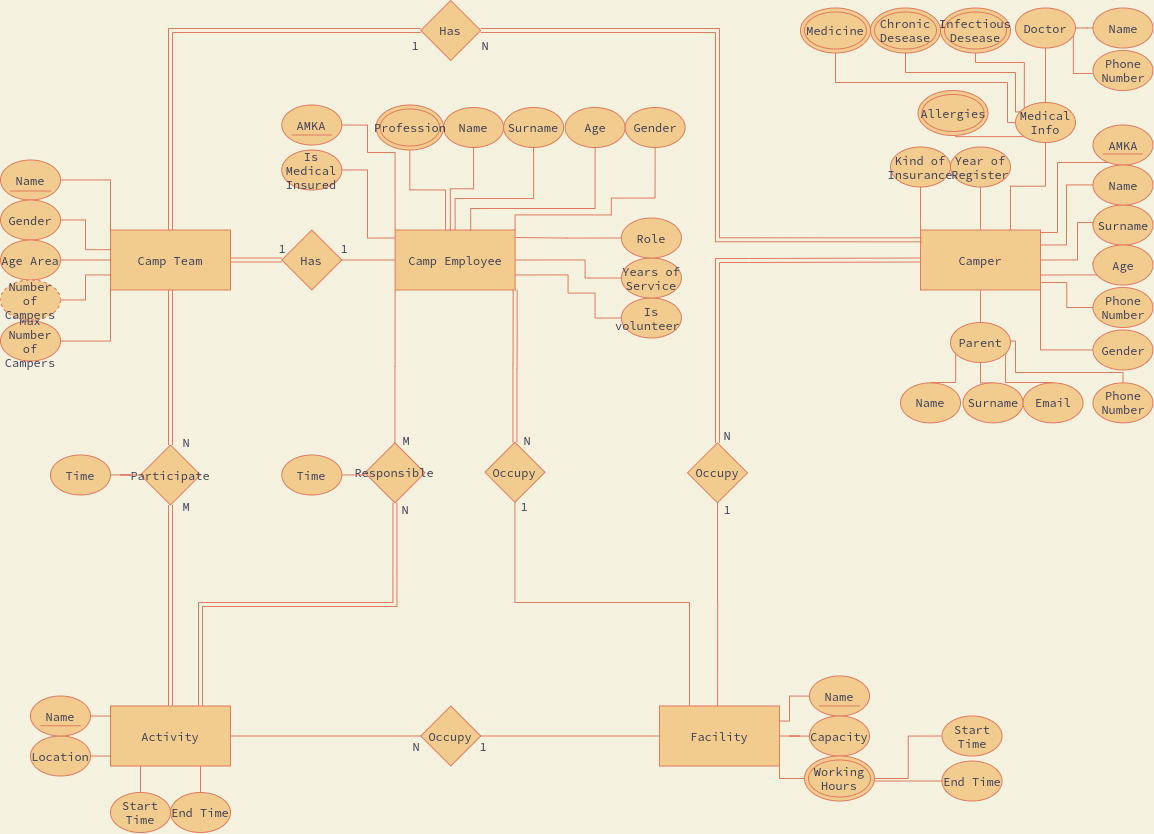 Has
1
N
Medicine
Chronic
Desease
Infectious
Desease
Doctor
Name
Phone
Number
Allergies
Medical
Info
AMKA
Profession
Name
Surname
Age
Gender
Is
Medical
Insured
Kind of
Insurance
Year of
Register
AMKA
Name
Surname
Age
Phone
Number
Gender
Name
Gender
Age Area
Number
of
Campers
Max
Number
of
Campers
Camp Team
1
Has
1
Camp Employee
Role
Years of
Service
Is
volunteer
Camper
Parent
Name
Surname
Email
Phone
Number
N
Time
Participate
M
M
Time
Responsible
N
N
Occupy
1
N
Occupy
1
Name
Location
Activity
Start
Time
End Time
N
Occupy
1
Facility
Name
Capacity
Working
Hours
Start
Time
End Time